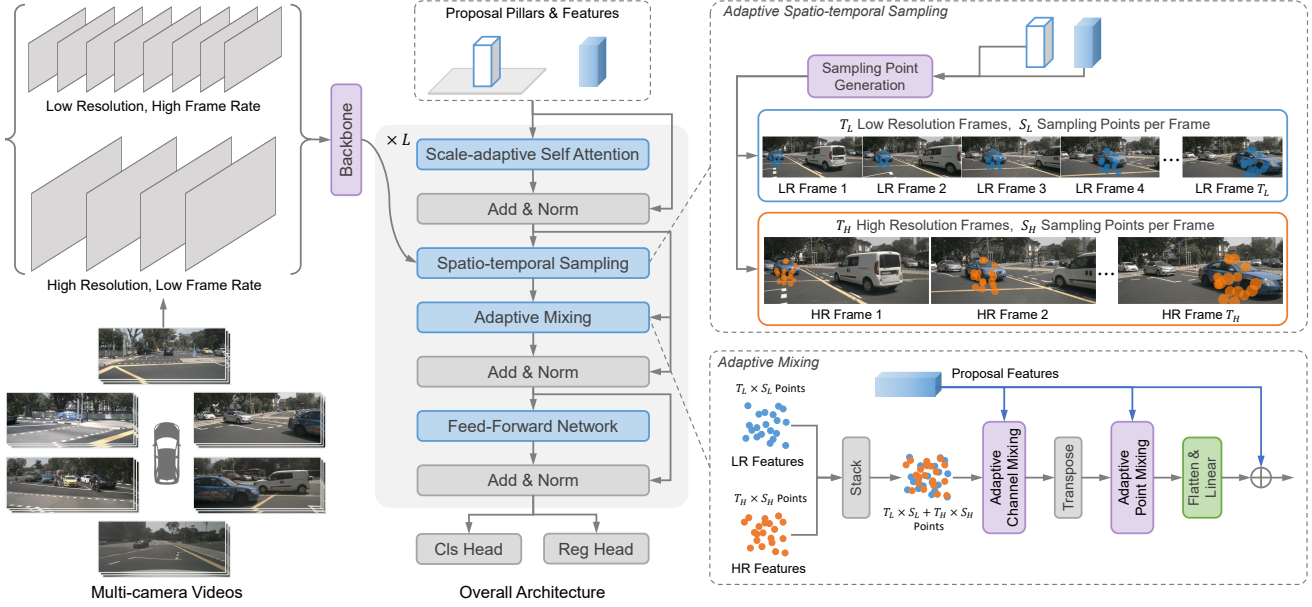 Low Resolution, High Frame Rate
High Resolution, Low Frame Rate
Multi-camera Videos
Backbone
Proposal Pillars & Features
× L
Scale-adaptive Self Attention
Add & Norm
Spatio-temporal Sampling
Adaptive Mixing
Add & Norm
Feed-Forward Network
Add & Norm
Cls Head
Reg Head
Overall Architecture
Adaptive Spatio-temporal Sampling
Sampling Point
Generation
T_L Low Resolution Frames, S_L Sampling Points per Frame
LR Frame 1
LR Frame 2
LR Frame 3
LR Frame 4
...
LR Frame T_L
T_H High Resolution Frames, S_H Sampling Points per Frame
...
HR Frame 1
HR Frame 2
HR Frame T_H
Adaptive Mixing
Proposal Features
T_L × S_L Points
LR Features
T_H × S_H Points
HR Features
Stack
T_L × S_L + T_H × S_H
Points
Adaptive
Channel Mixing
Transpose
Adaptive
Point Mixing
Flatten &
Linear